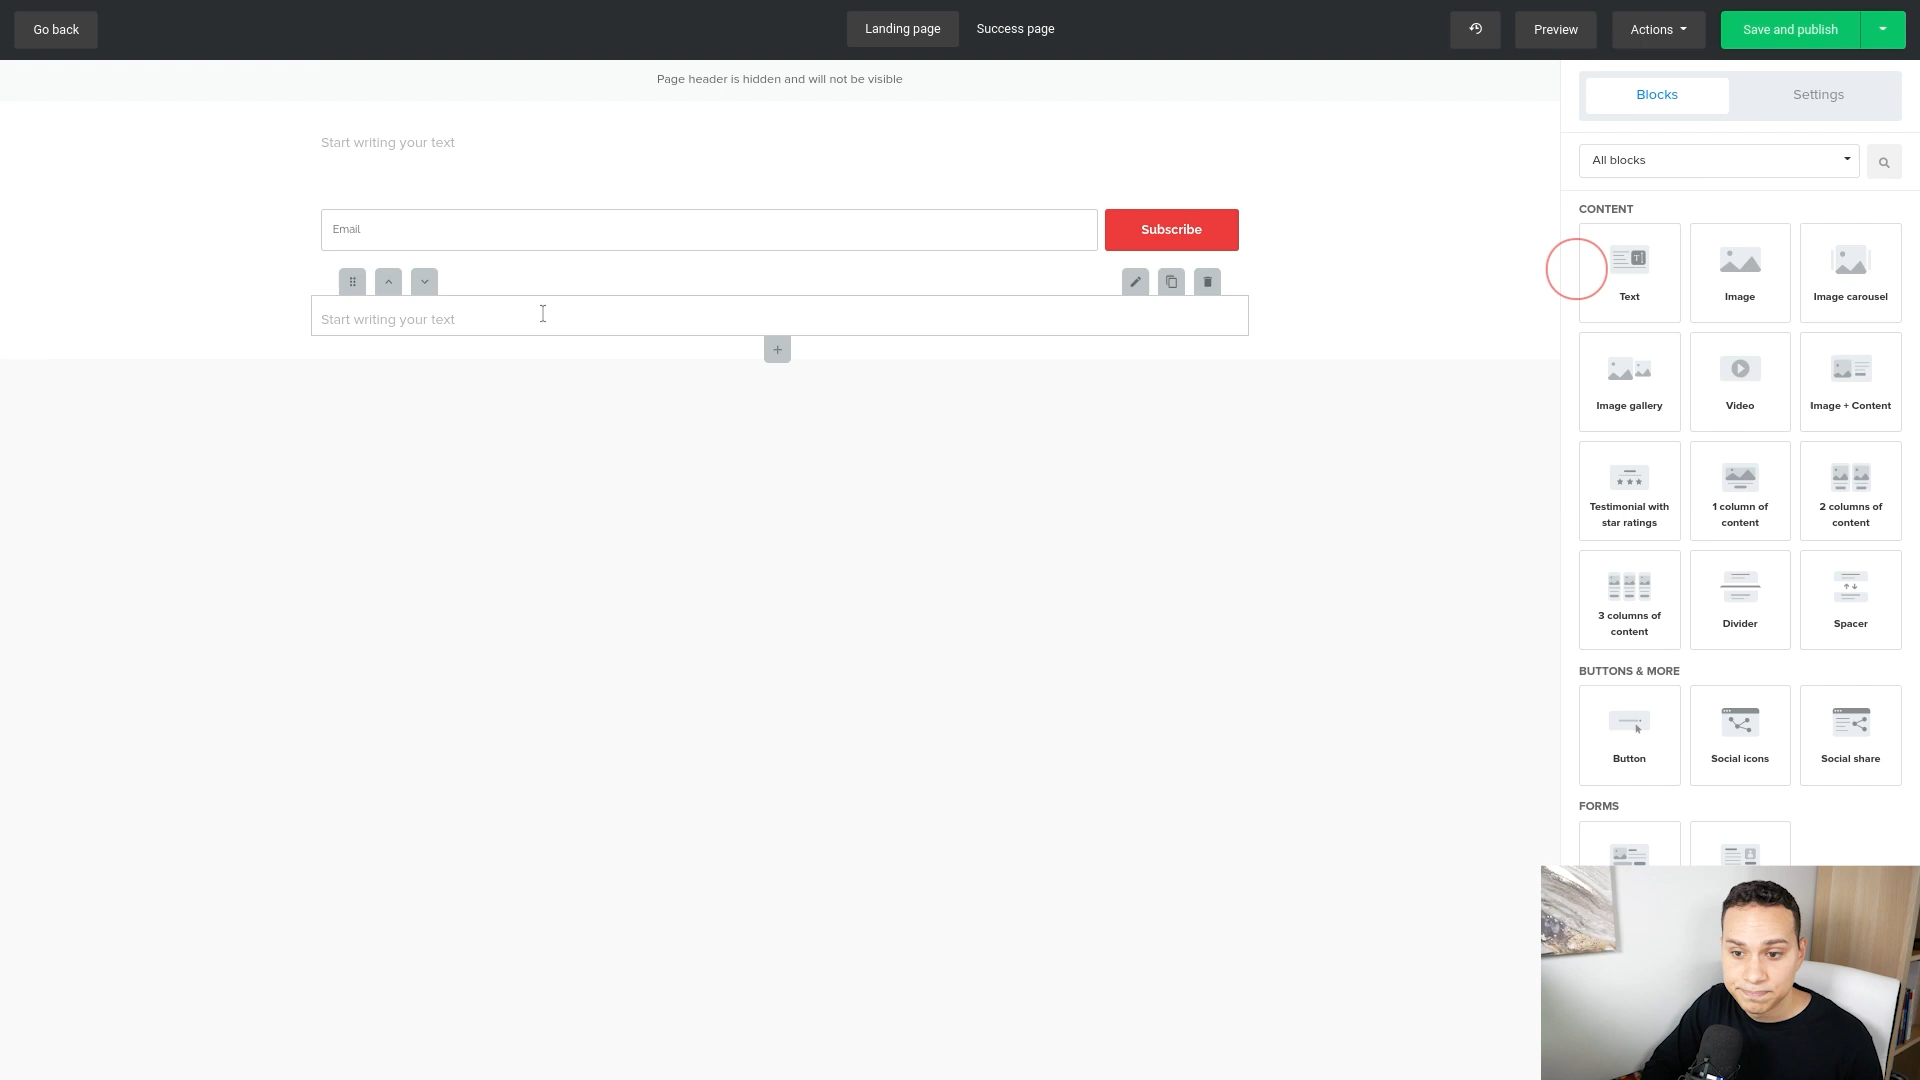 Go back
Landing page
Success page
Preview
Actions
Save and publish
Page header is hidden and will not be visible
Blocks
Settings
Start writing your text
All blocks
CONTENT
Email
Subscribe
Text
Image
Image carousel
Start writing your text
Image gallery
Video
Image + Content
Testimonial with
star ratings
1 column of
content
2 columns of
content
3 columns of
content
Divider
Spacer
BUTTONS & MORE
Button
Social icons
Social share
FORMS